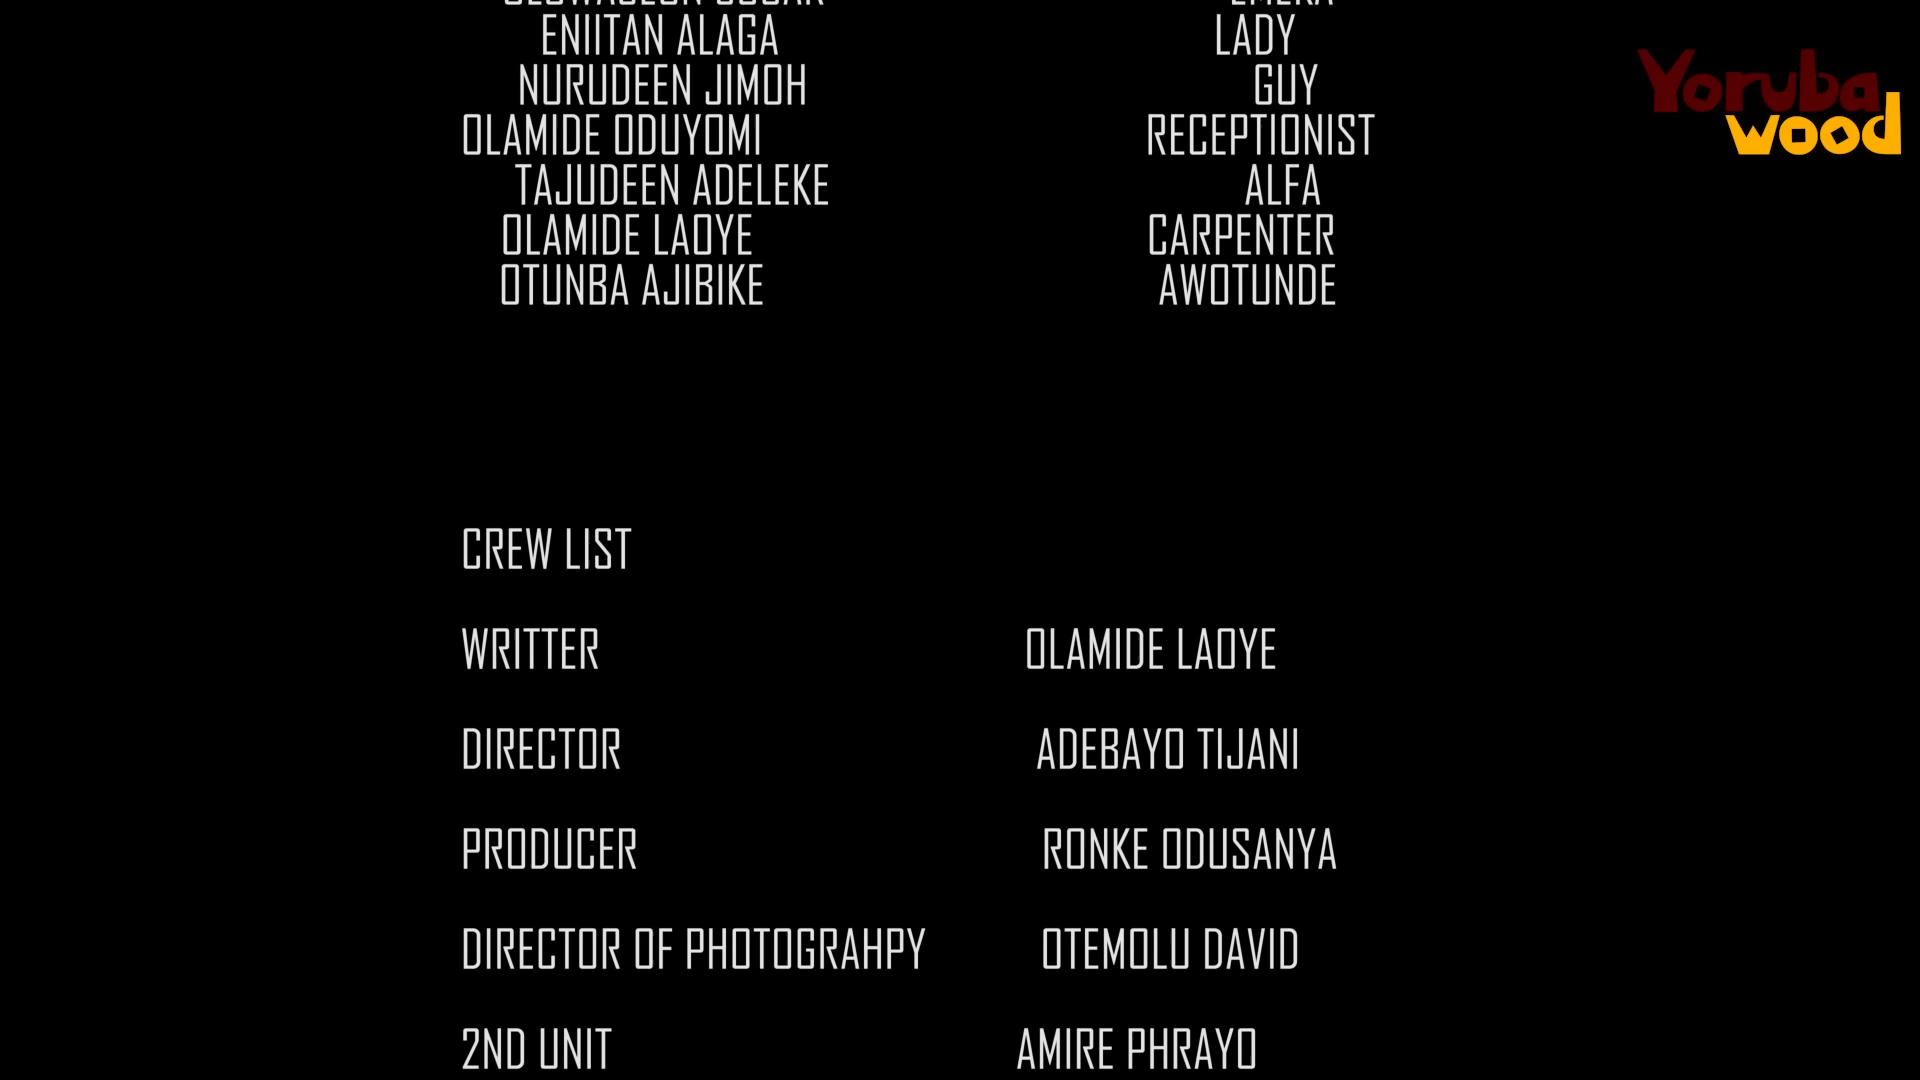 ENIITAN ALAGA LADY
NURUDEEN JIMOH GUY
OLAMIDE ODUYOMI RECEPTIONIST
TAJUDEEN ADELEKE ALFA
OLAMIDE LAOYE CARPENTER
OTUNBA AJIBIKE AWOTUNDE
Yoruba
wood
CREW LIST
WRITTER OLAMIDE LAOYE
DIRECTOR ADEBAYO TIJANI
PRODUCER RONKE ODUSANYA
DIRECTOR OF PHOTOGRAHPY OTEMOLU DAVID
2ND UNIT AMIRE PHRAYO